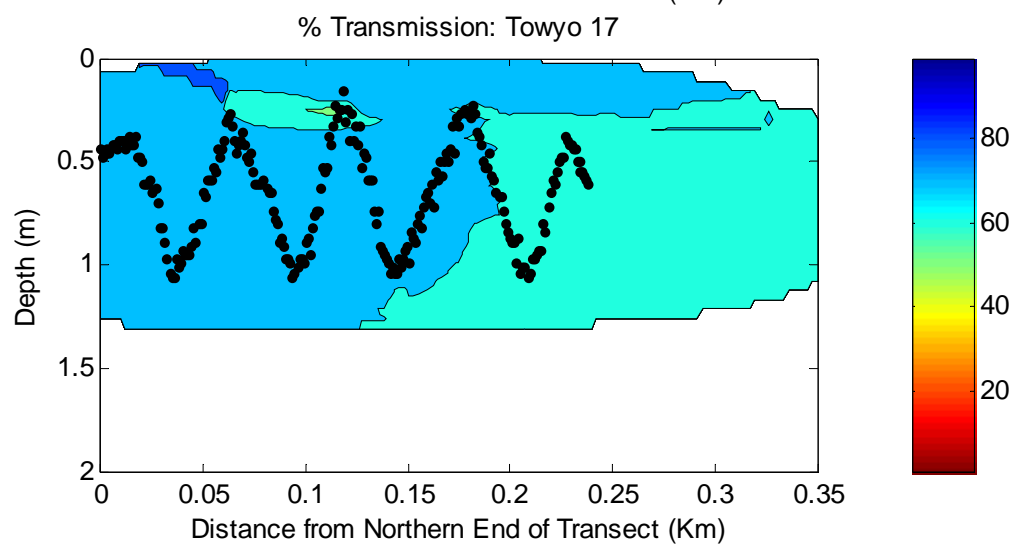 % Transmission: Towyo 17
Depth (m)
0
0.5
1
1.5
2
0 0.05 0.1 0.15 0.2 0.25 0.3 0.35
Distance from Northern End of Transect (Km)
80
60
40
20